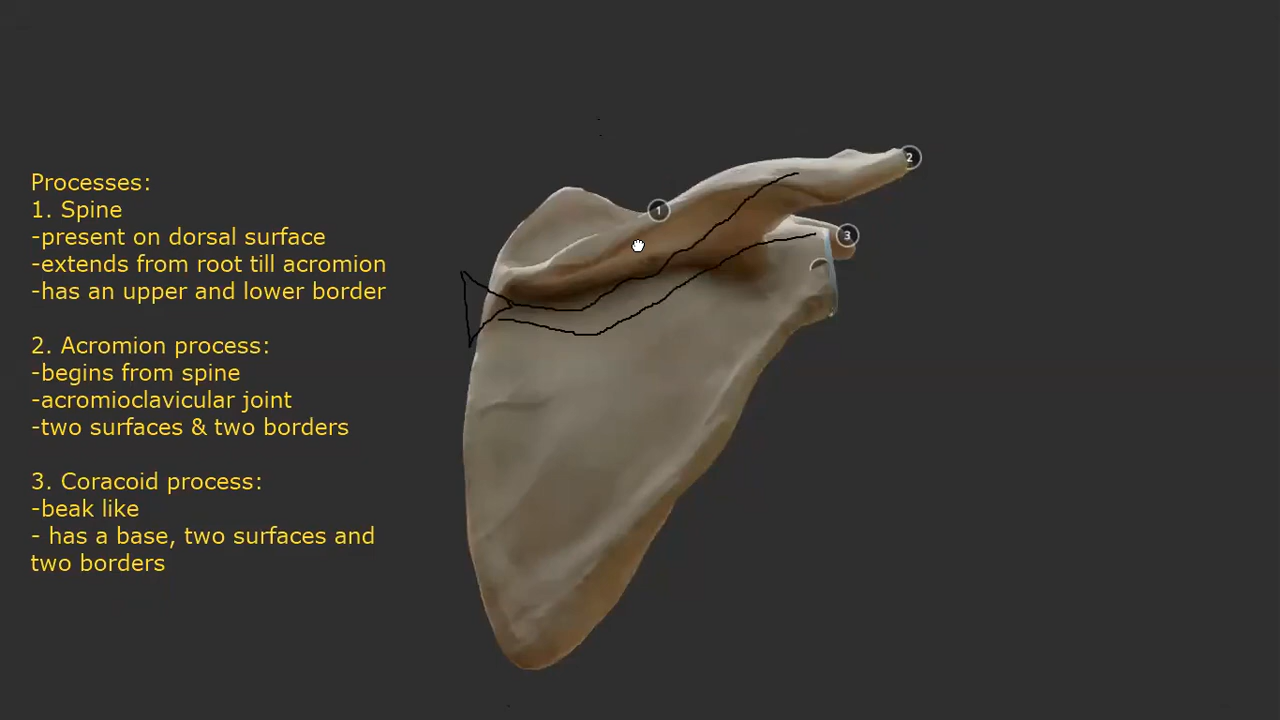 Processes:
1. Spine
-present on dorsal surface
-extends from root till acromion
-has an upper and lower border
2. Acromion process:
-begins from spine
-acromioclavicular joint
-two surfaces & two borders
3. Coracoid process:
-beak like
- has a base, two surfaces and
two borders
2
1
3